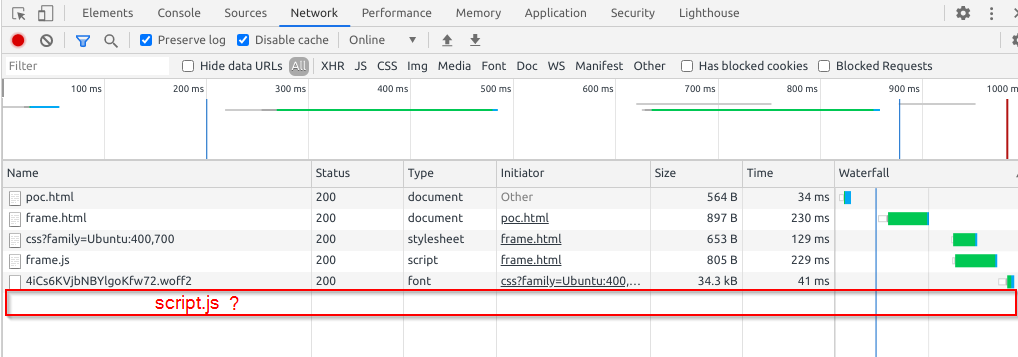 Elements Console Sources Network Performance Memory Application Security Lighthouse
Preserve log Disable cache Online
Filter Hide data URLs All XHR JS CSS Img Media Font Doc WS Manifest Other Has blocked cookies Blocked Requests
100 ms 200 ms 300 ms 400 ms 500 ms 600 ms 700 ms 800 ms 900 ms 1000 m
Name Status Type Initiator Size Time Waterfall
poc.html 200 document Other 564 B 34 ms
frame.html 200 document poc.html 897 B 230 ms
css?family=Ubuntu:400,700 200 stylesheet frame.html 653 B 129 ms
frame.js 200 script frame.html 805 B 229 ms
4iCs6KVjbNBYlgoKfw72.woff2 200 font css?family=Ubuntu:400,... 34.3 kB 41 ms
script.js ?